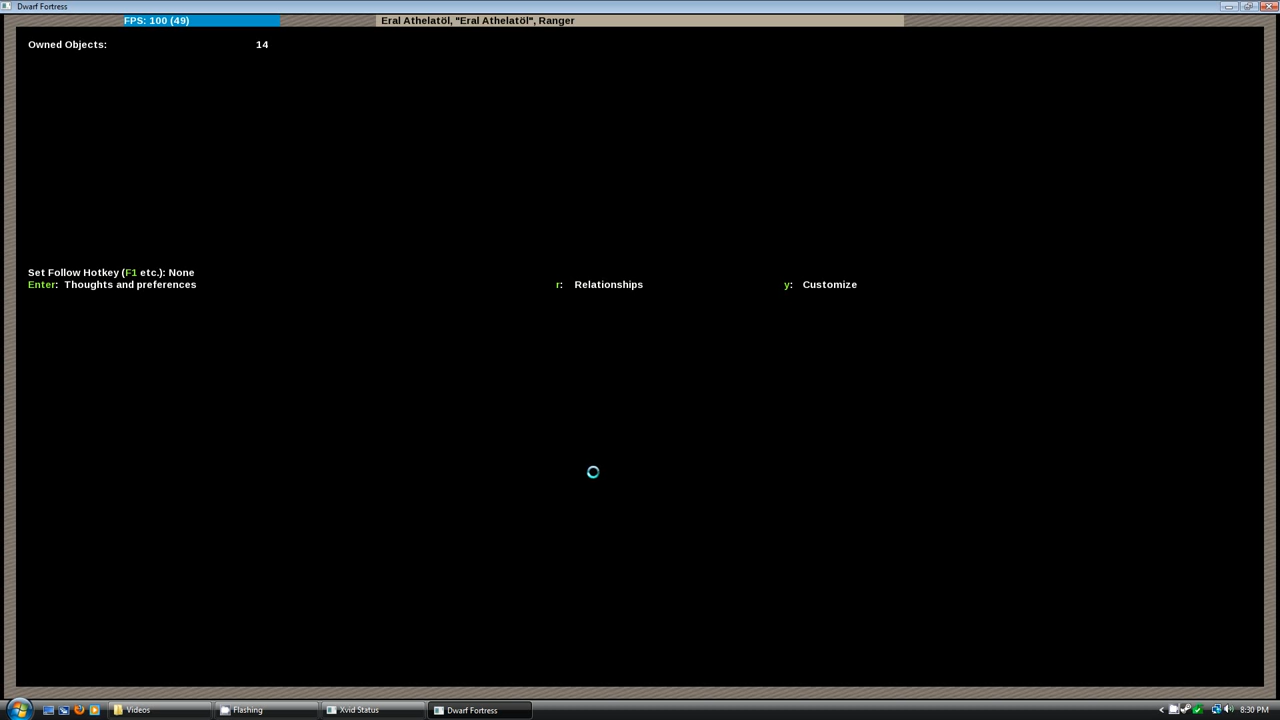 Dwarf Fortress
FPS: 100 (49)
Eral Athelatöl, "Eral Athelatöl", Ranger
Owned Objects: 14
Set Follow Hotkey (F1 etc.): None
Enter: Thoughts and preferences r: Relationships y: Customize
Videos Flashing Xvid Status Dwarf Fortress 8:30 PM